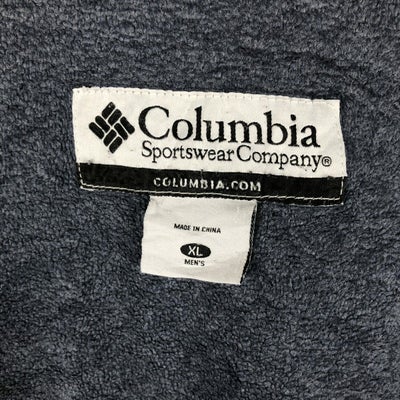 Columbia
Sportswear Company®
COLUMBIA.COM
MADE IN CHINA
XL
MEN'S